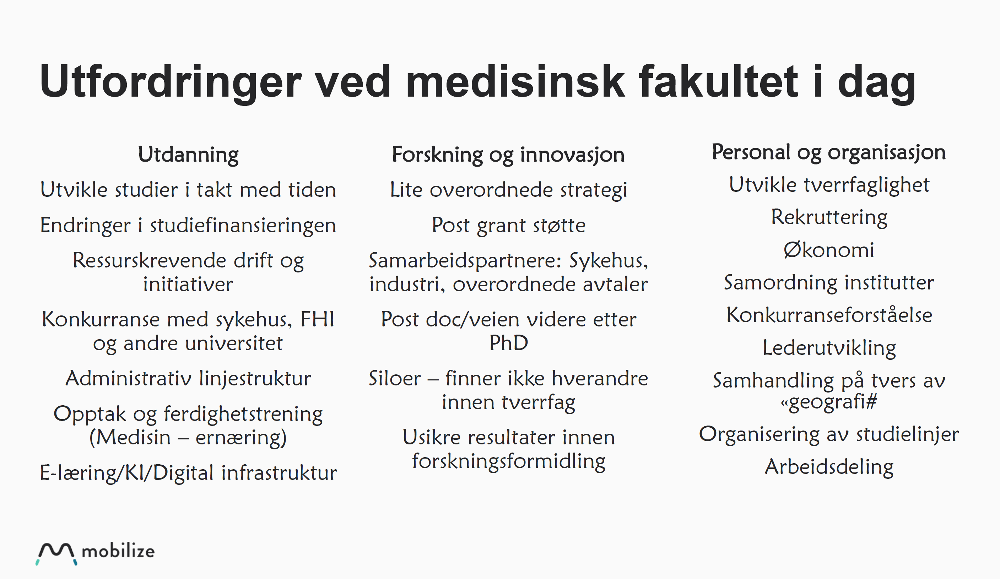 Utfordringer ved medisinsk fakultet i dag
Utdanning
Utvikle studier i takt med tiden
Endringer i studiefinansieringen
Ressurskrevende drift og
initiativer
Konkurranse med sykehus, FHI
og andre universitet
Administrativ linjestruktur
Opptak og ferdighetstrening
(Medisin – ernæring)
E-læring/KI/Digital infrastruktur
Forskning og innovasjon
Lite overordnede strategi
Post grant støtte
Samarbeidspartnere: Sykehus,
industri, overordnede avtaler
Post doc/veien videre etter
PhD
Siloer – finner ikke hverandre
innen tverrfag
Usikre resultater innen
forskningsformidling
Personal og organisasjon
Utvikle tverrfaglighet
Rekruttering
Økonomi
Samordning institutter
Konkurranseforståelse
Lederutvikling
Samhandling på tvers av
«geografi#
Organisering av studielinjer
Arbeidsdeling
mobilize